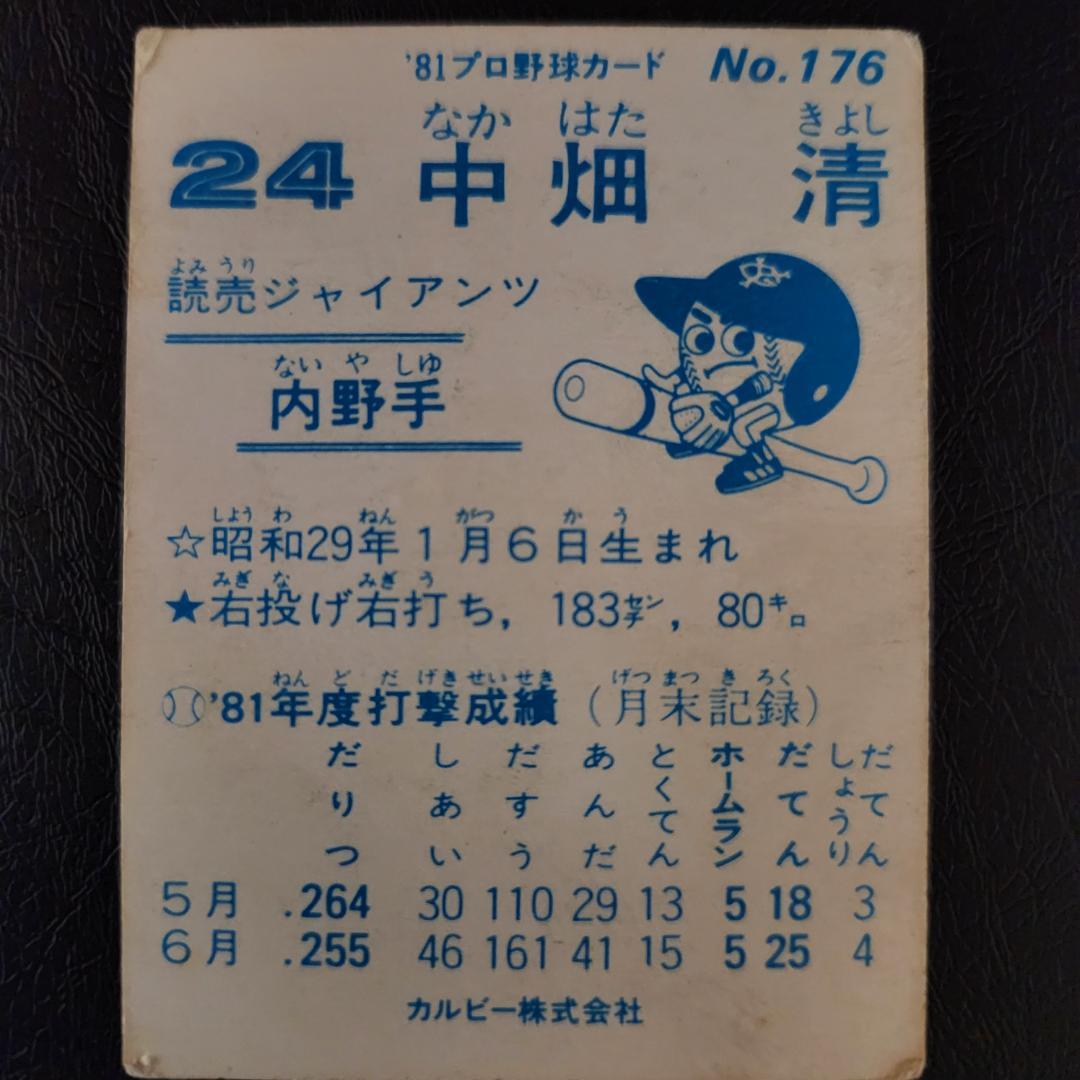 '81プロ野球カード No.176
なか はた きよし
24 中畑 清
よみ うり
読売ジャイアンツ
ない や しゆ
内野手
しよう わ ねん がつ か う
☆昭和29年1月6日生まれ
みぎ な みぎ う
★右投げ右打ち，183センチ，80キロ
ねん ど だ げき せい せき げつ まつ き ろく
'81年度打撃成績（月末記録）
だりつ しあい だすう あんだ とくてん ホームラン だてん しょうりだてん
5月 .264 30 110 29 13 5 18 3
6月 .255 46 161 41 15 5 25 4
カルビー株式会社